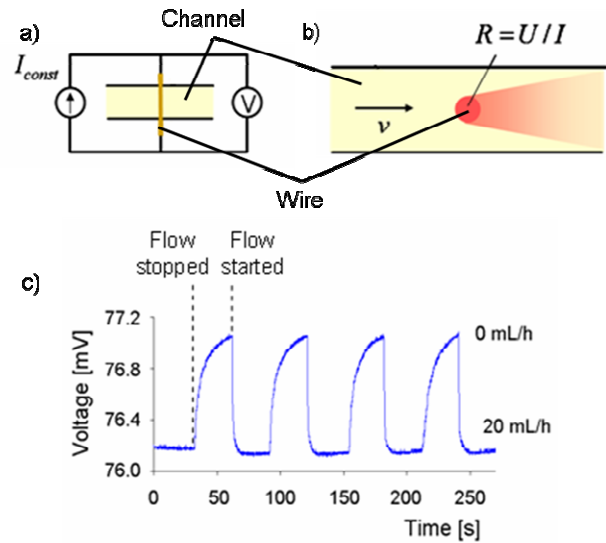 a)
Channel
b)
I_const
V
R = U / I
v
Wire
c)
Flow stopped
Flow started
Voltage [mV]
77.2
76.8
76.4
76.0
0 mL/h
20 mL/h
0
50
100
150
200
250
Time [s]